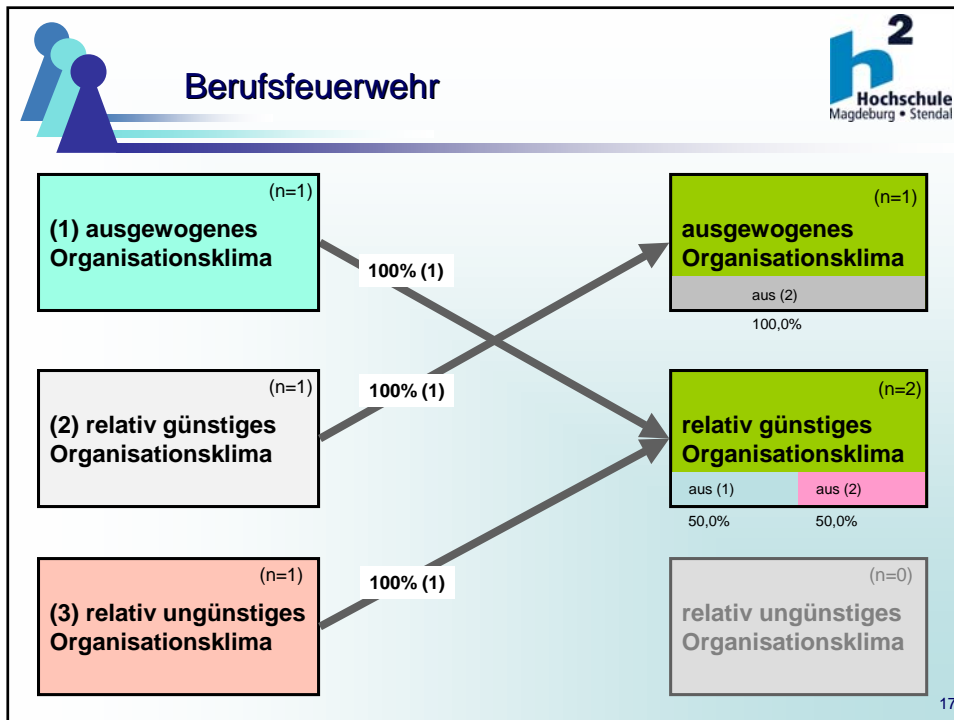 Berufsfeuerwehr
h2
Hochschule
Magdeburg • Stendal
(n=1)
(1) ausgewogenes
Organisationsklima
(n=1)
(2) relativ günstiges
Organisationsklima
(n=1)
(3) relativ ungünstiges
Organisationsklima
100% (1)
100% (1)
100% (1)
(n=1)
ausgewogenes
Organisationsklima
aus (2)
100,0%
(n=2)
relativ günstiges
Organisationsklima
aus (1) aus (2)
50,0% 50,0%
(n=0)
relativ ungünstiges
Organisationsklima
17